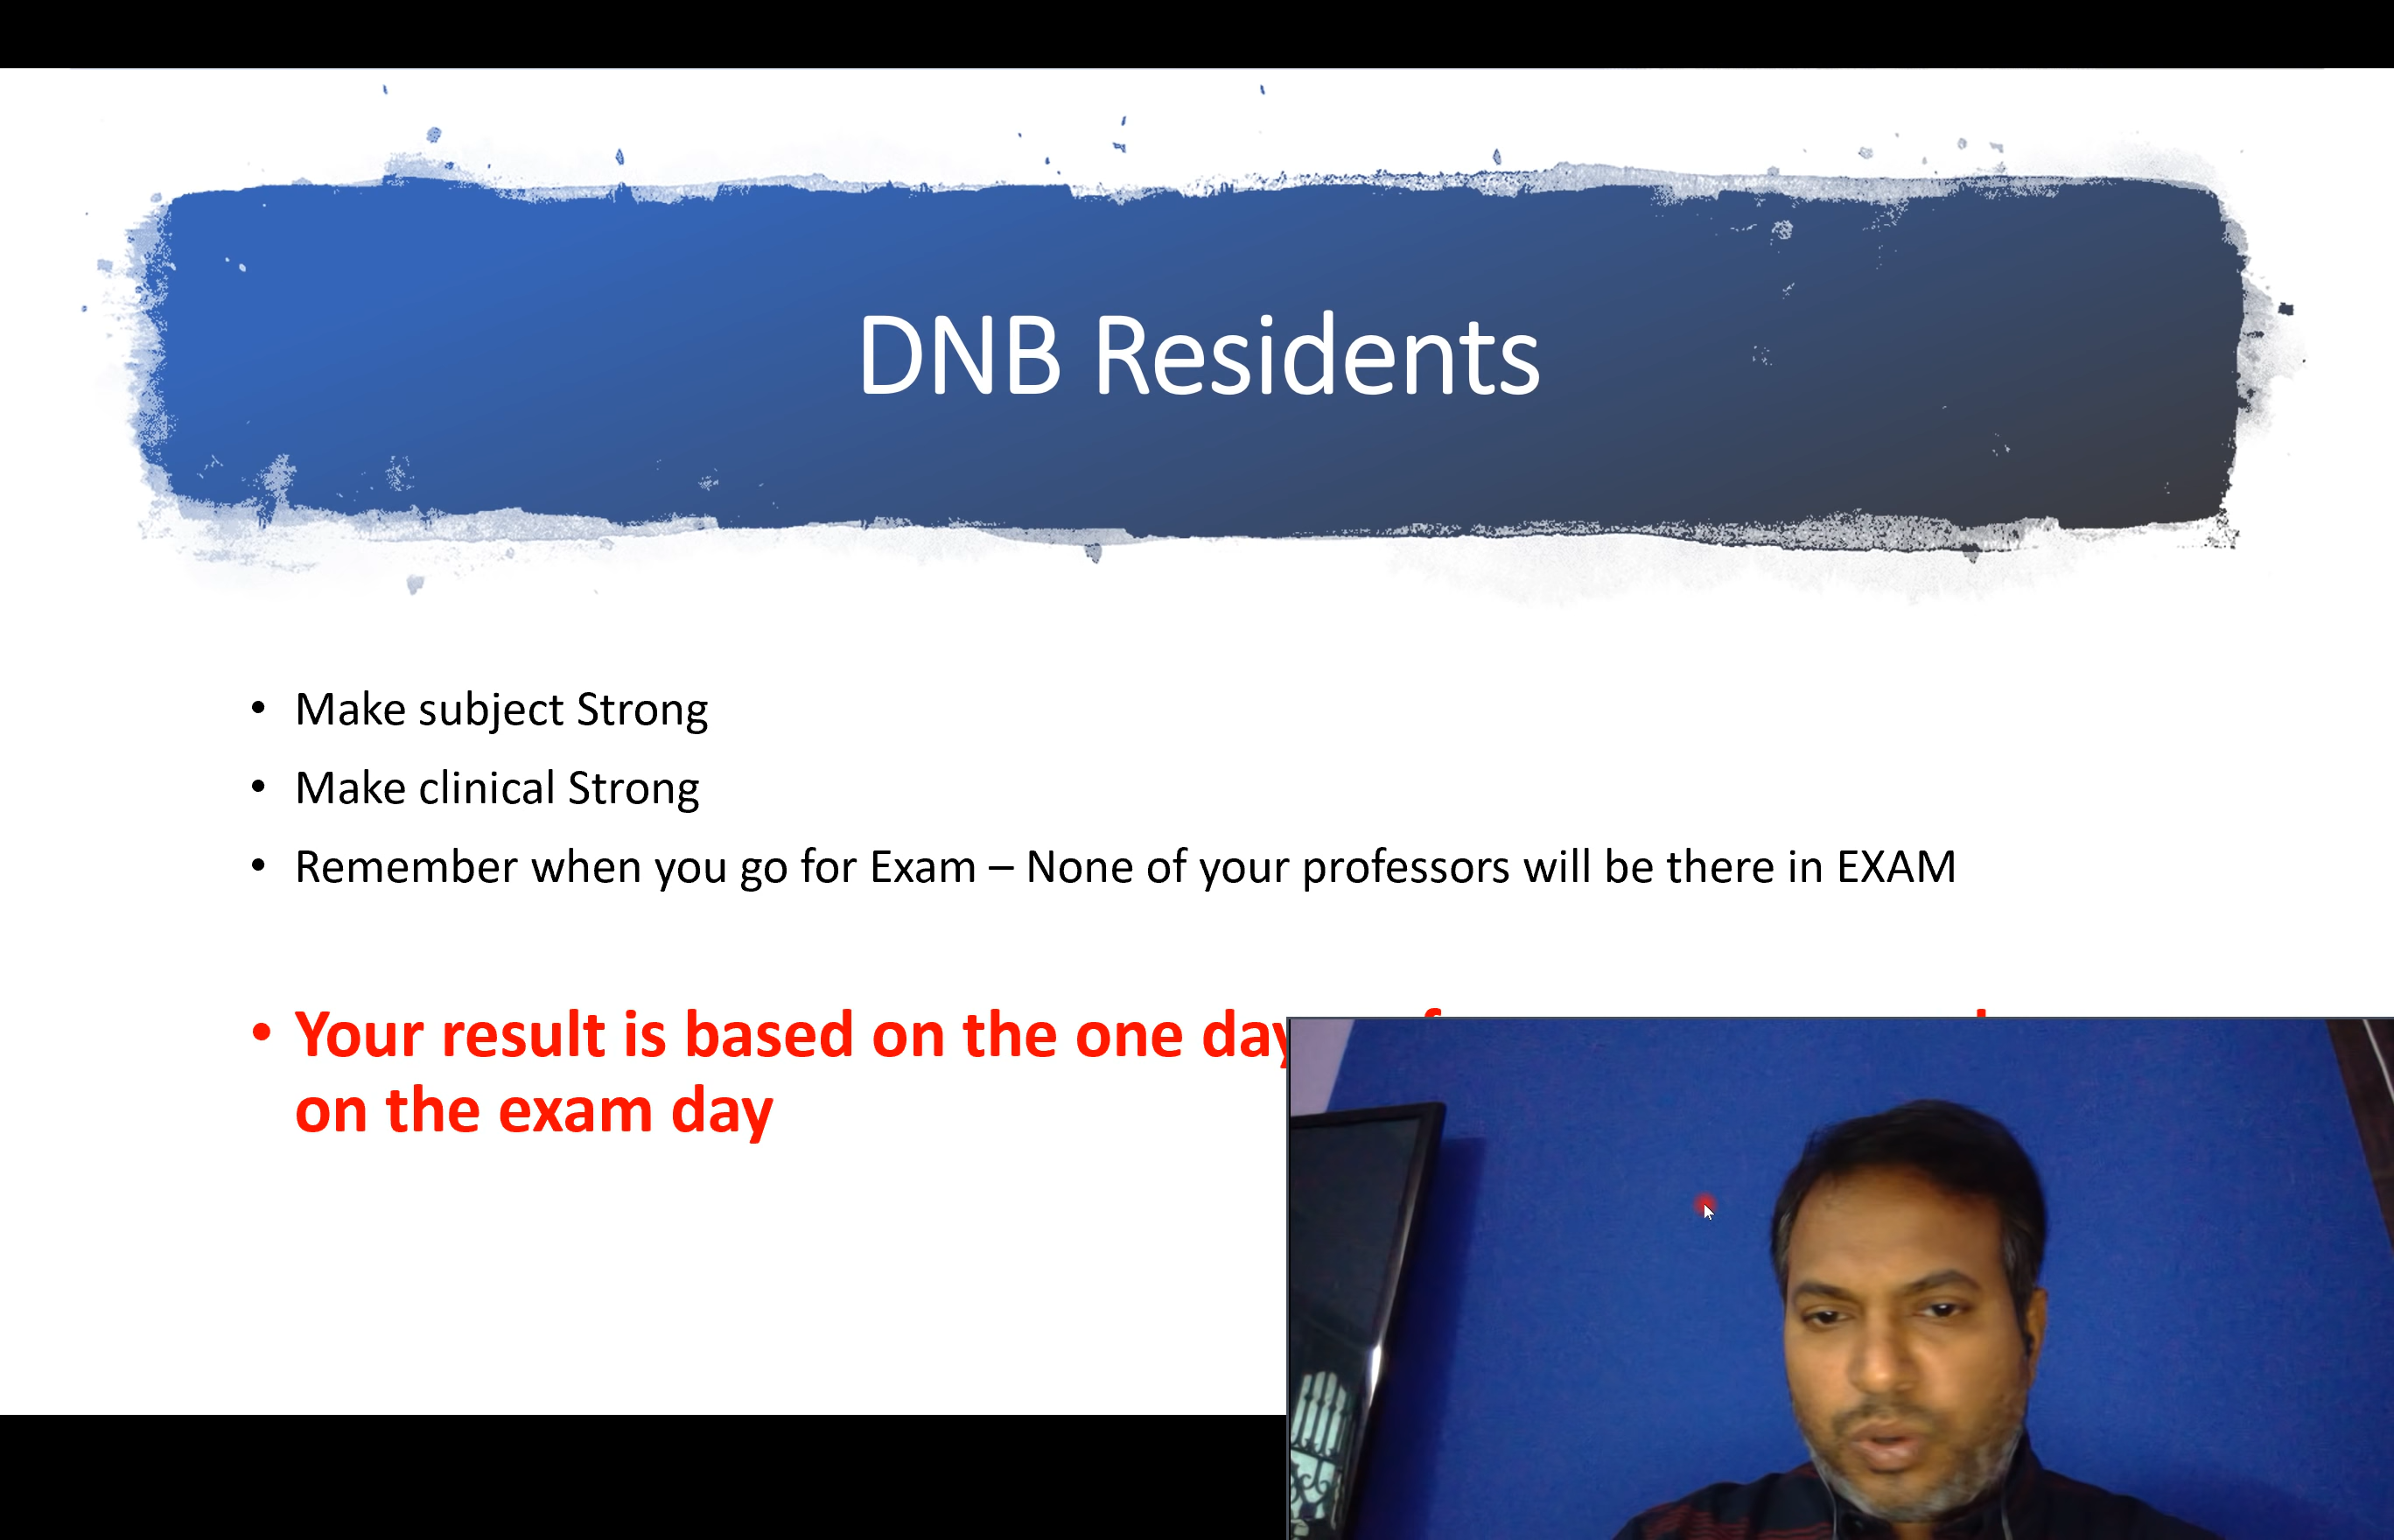 DNB Residents
• Make subject Strong
• Make clinical Strong
• Remember when you go for Exam – None of your professors will be there in EXAM
• Your result is based on the one day
on the exam day